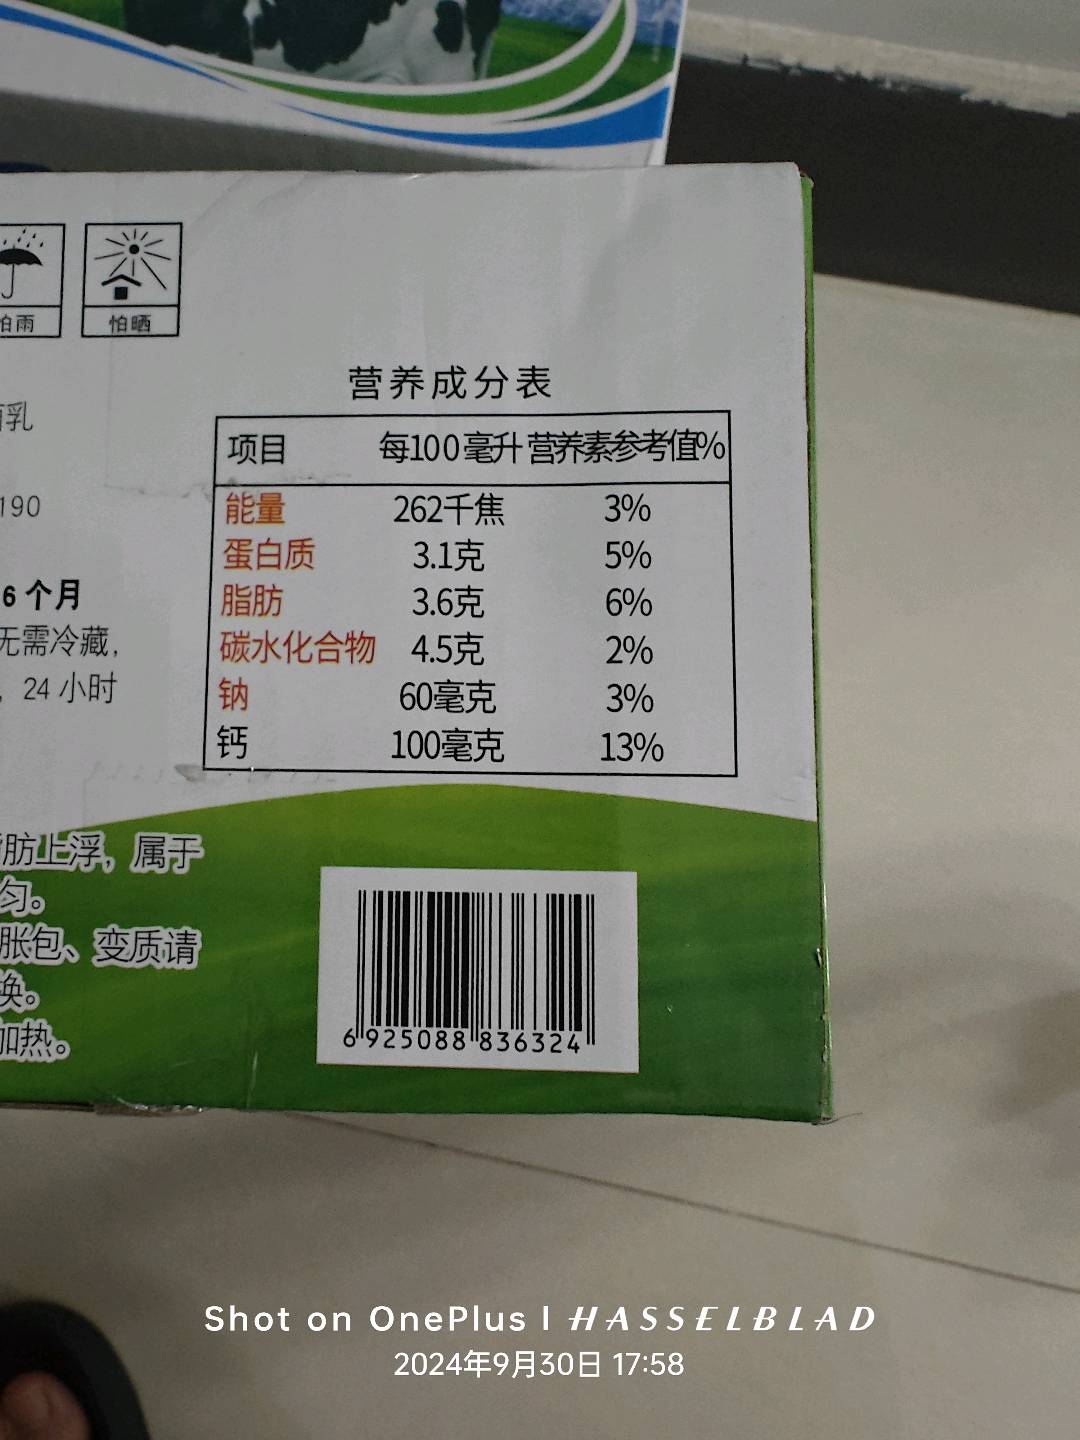 怕雨
怕晒
营养成分表
项目 每100毫升 营养素参考值%
能量 262千焦 3%
蛋白质 3.1克 5%
脂肪 3.6克 6%
碳水化合物 4.5克 2%
钠 60毫克 3%
钙 100毫克 13%
乳
190
6个月
无需冷藏,
, 24小时
肪上浮, 属于
匀。
胀包、变质请
换。
加热。
6 925088 836324
Shot on OnePlus | HASSELBLAD
2024年9月30日 17:58